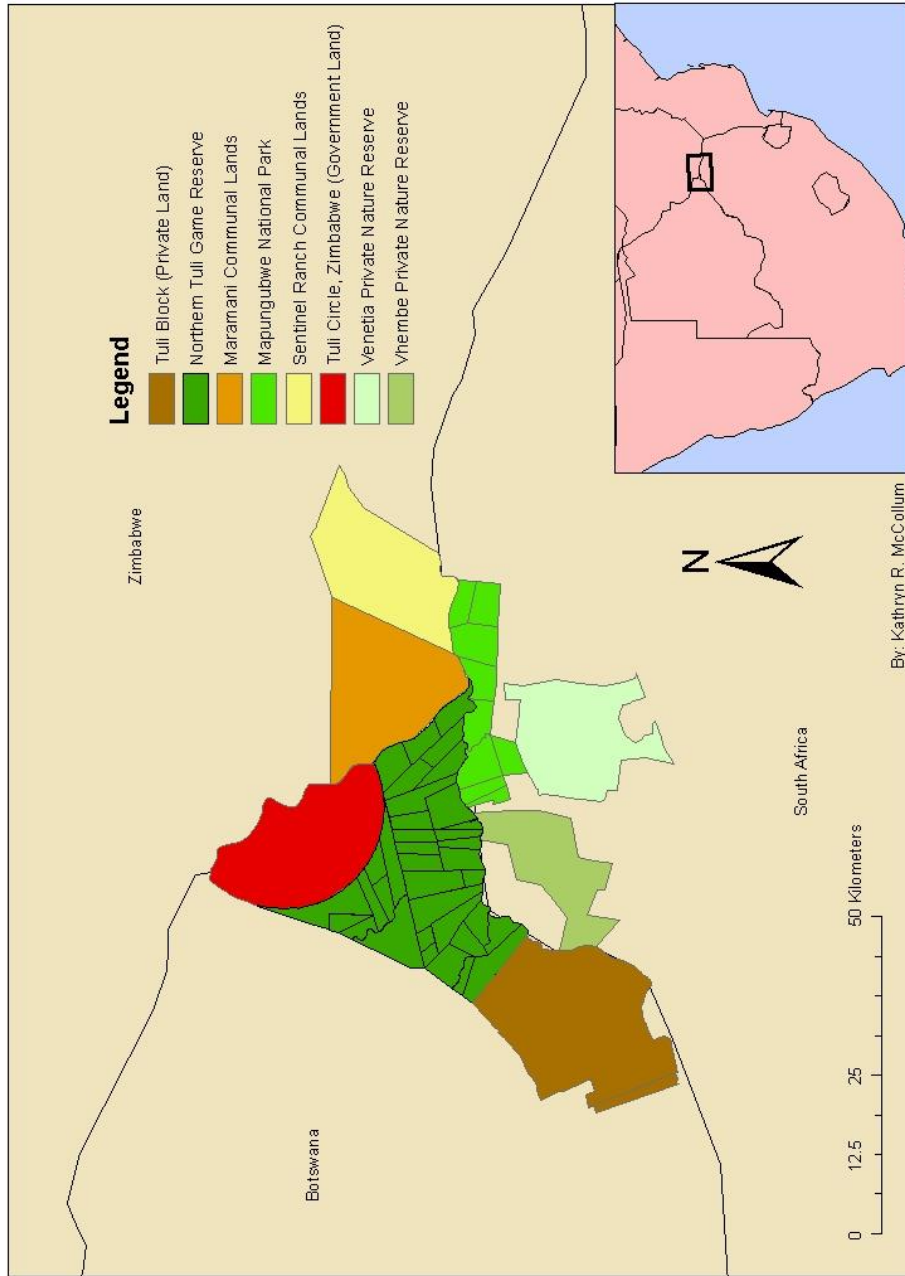 Zimbabwe
Legend
Tuli Block (Private Land)
Northern Tuli Game Reserve
Maramani Communal Lands
Mapungubwe National Park
Sentinel Ranch Communal Lands
Tuli Circle, Zimbabwe (Government Land)
Venetia Private Nature Reserve
Vhembe Private Nature Reserve
Botswana
N
South Africa
0 12.5 25 50 Kilometers
By: Kathryn R. McCollum